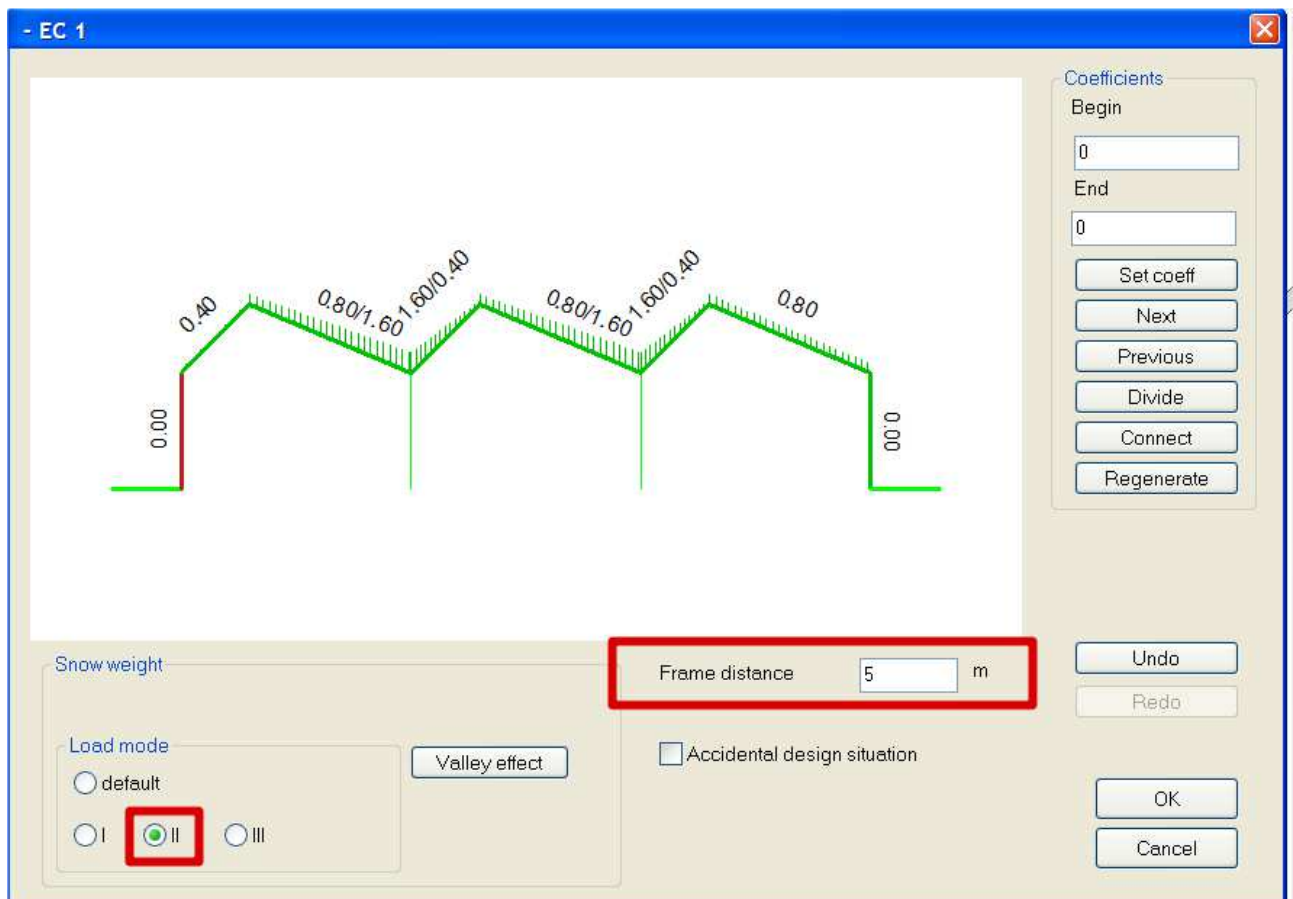 - EC 1
0.00
0.40
0.80/1.60
1.60/0.40
0.80/1.60
1.60/0.40
0.80
0.00
Coefficients
Begin
0
End
0
Set coeff
Next
Previous
Divide
Connect
Regenerate
Undo
Redo
Snow weight
Load mode
default
I
II
III
Valley effect
Frame distance 5 m
Accidental design situation
OK
Cancel